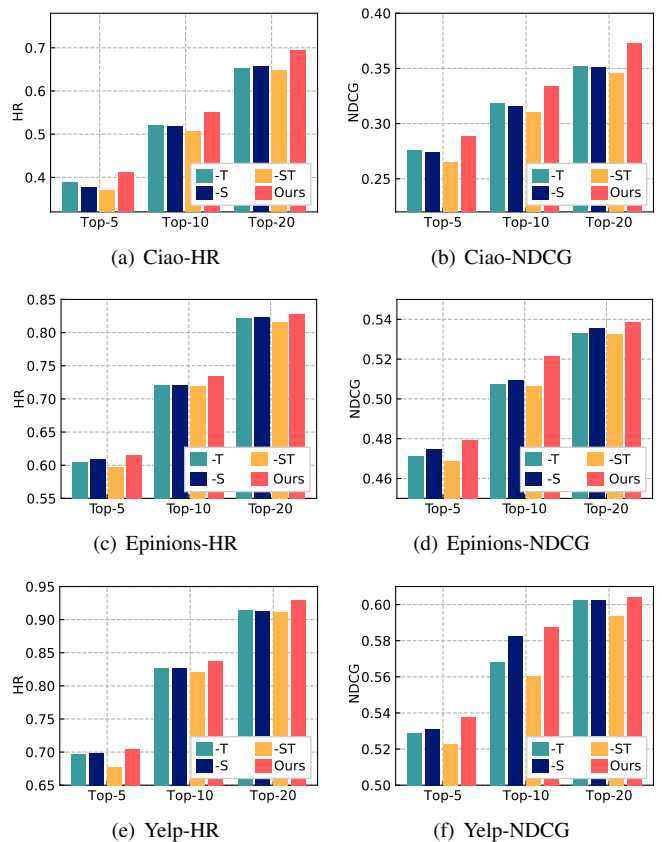 HR
0.7
0.6
0.5
0.4
-T
-S
-ST
Ours
Top-5 Top-10 Top-20
(a) Ciao-HR
NDCG
0.40
0.35
0.30
0.25
-T
-S
-ST
Ours
Top-5 Top-10 Top-20
(b) Ciao-NDCG
HR
0.85
0.80
0.75
0.70
0.65
0.60
0.55
-T
-S
-ST
Ours
Top-5 Top-10 Top-20
(c) Epinions-HR
NDCG
0.54
0.52
0.50
0.48
0.46
-T
-S
-ST
Ours
Top-5 Top-10 Top-20
(d) Epinions-NDCG
HR
0.95
0.90
0.85
0.80
0.75
0.70
0.65
-T
-S
-ST
Ours
Top-5 Top-10 Top-20
(e) Yelp-HR
NDCG
0.60
0.58
0.56
0.54
0.52
0.50
-T
-S
-ST
Ours
Top-5 Top-10 Top-20
(f) Yelp-NDCG